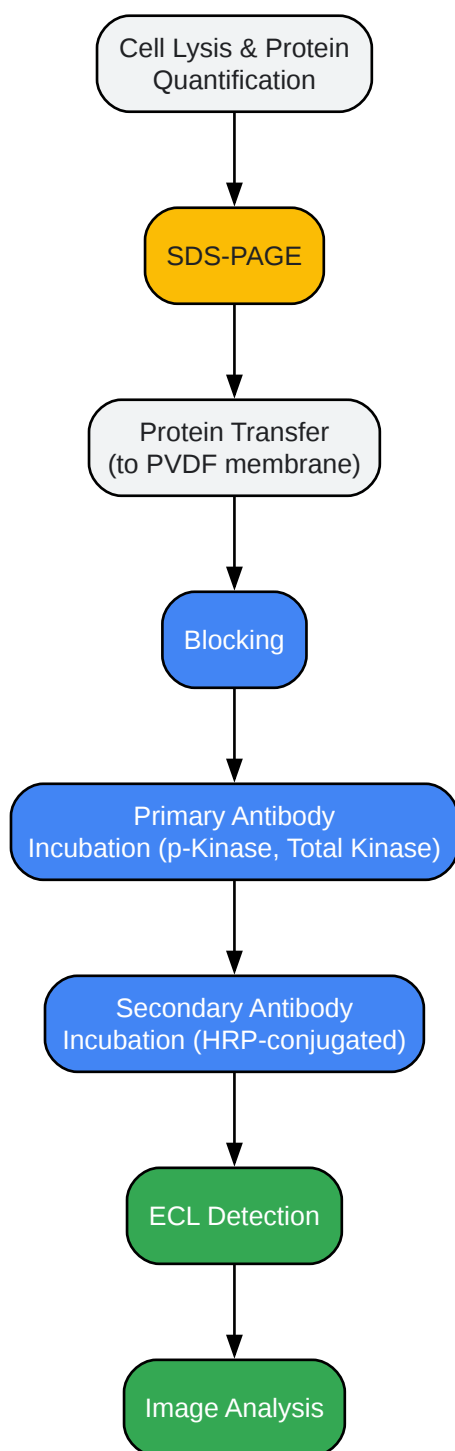 Cell Lysis & Protein
Quantification
SDS-PAGE
Protein Transfer
(to PVDF membrane)
Blocking
Primary Antibody
Incubation (p-Kinase, Total Kinase)
Secondary Antibody
Incubation (HRP-conjugated)
ECL Detection
Image Analysis